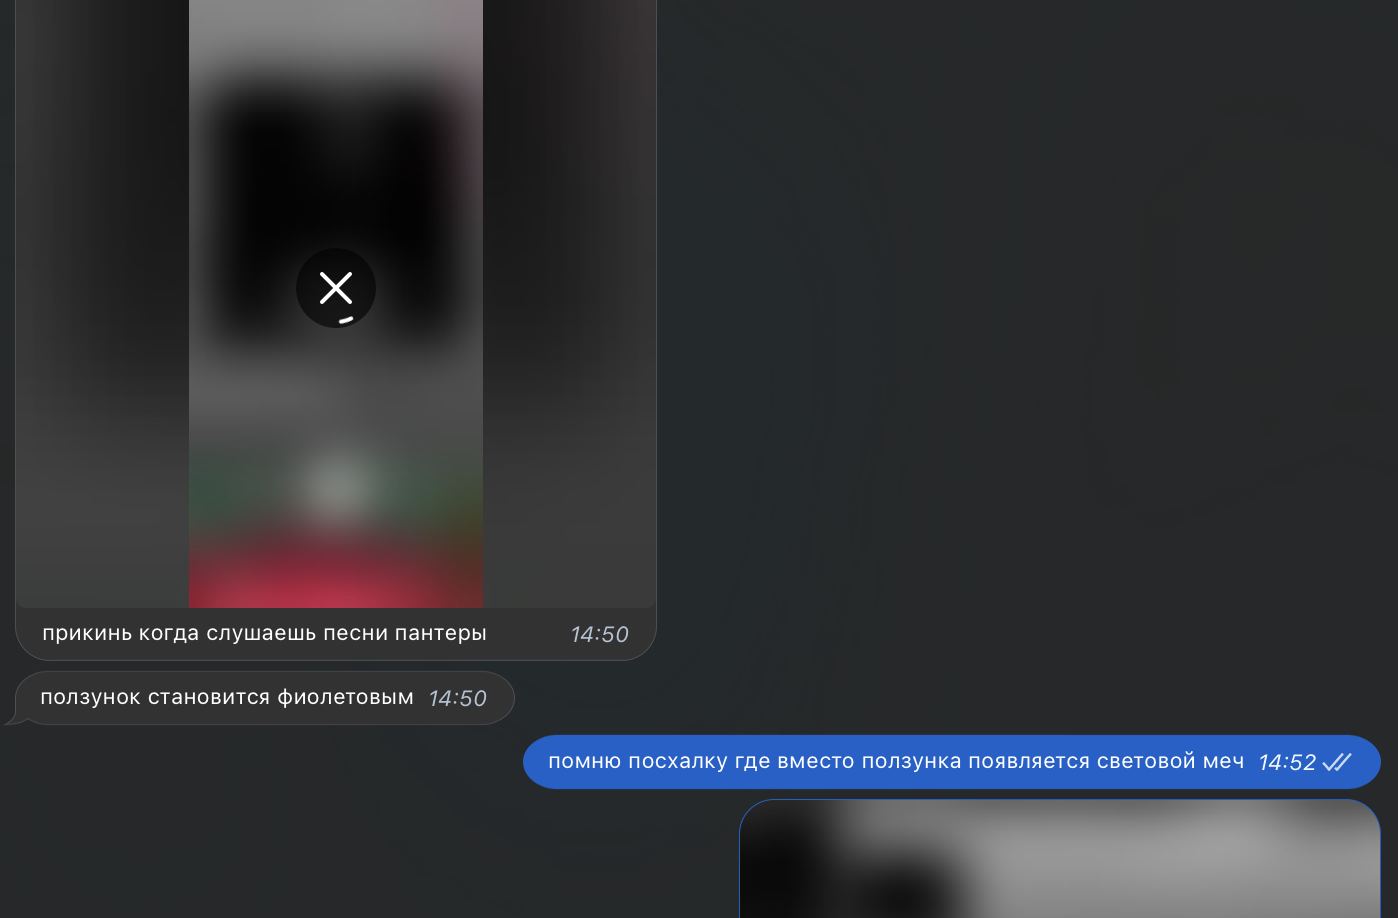 прикинь когда слушаешь песни пантеры 14:50
ползунок становится фиолетовым 14:50
помню посхалку где вместо ползунка появляется световой меч 14:52